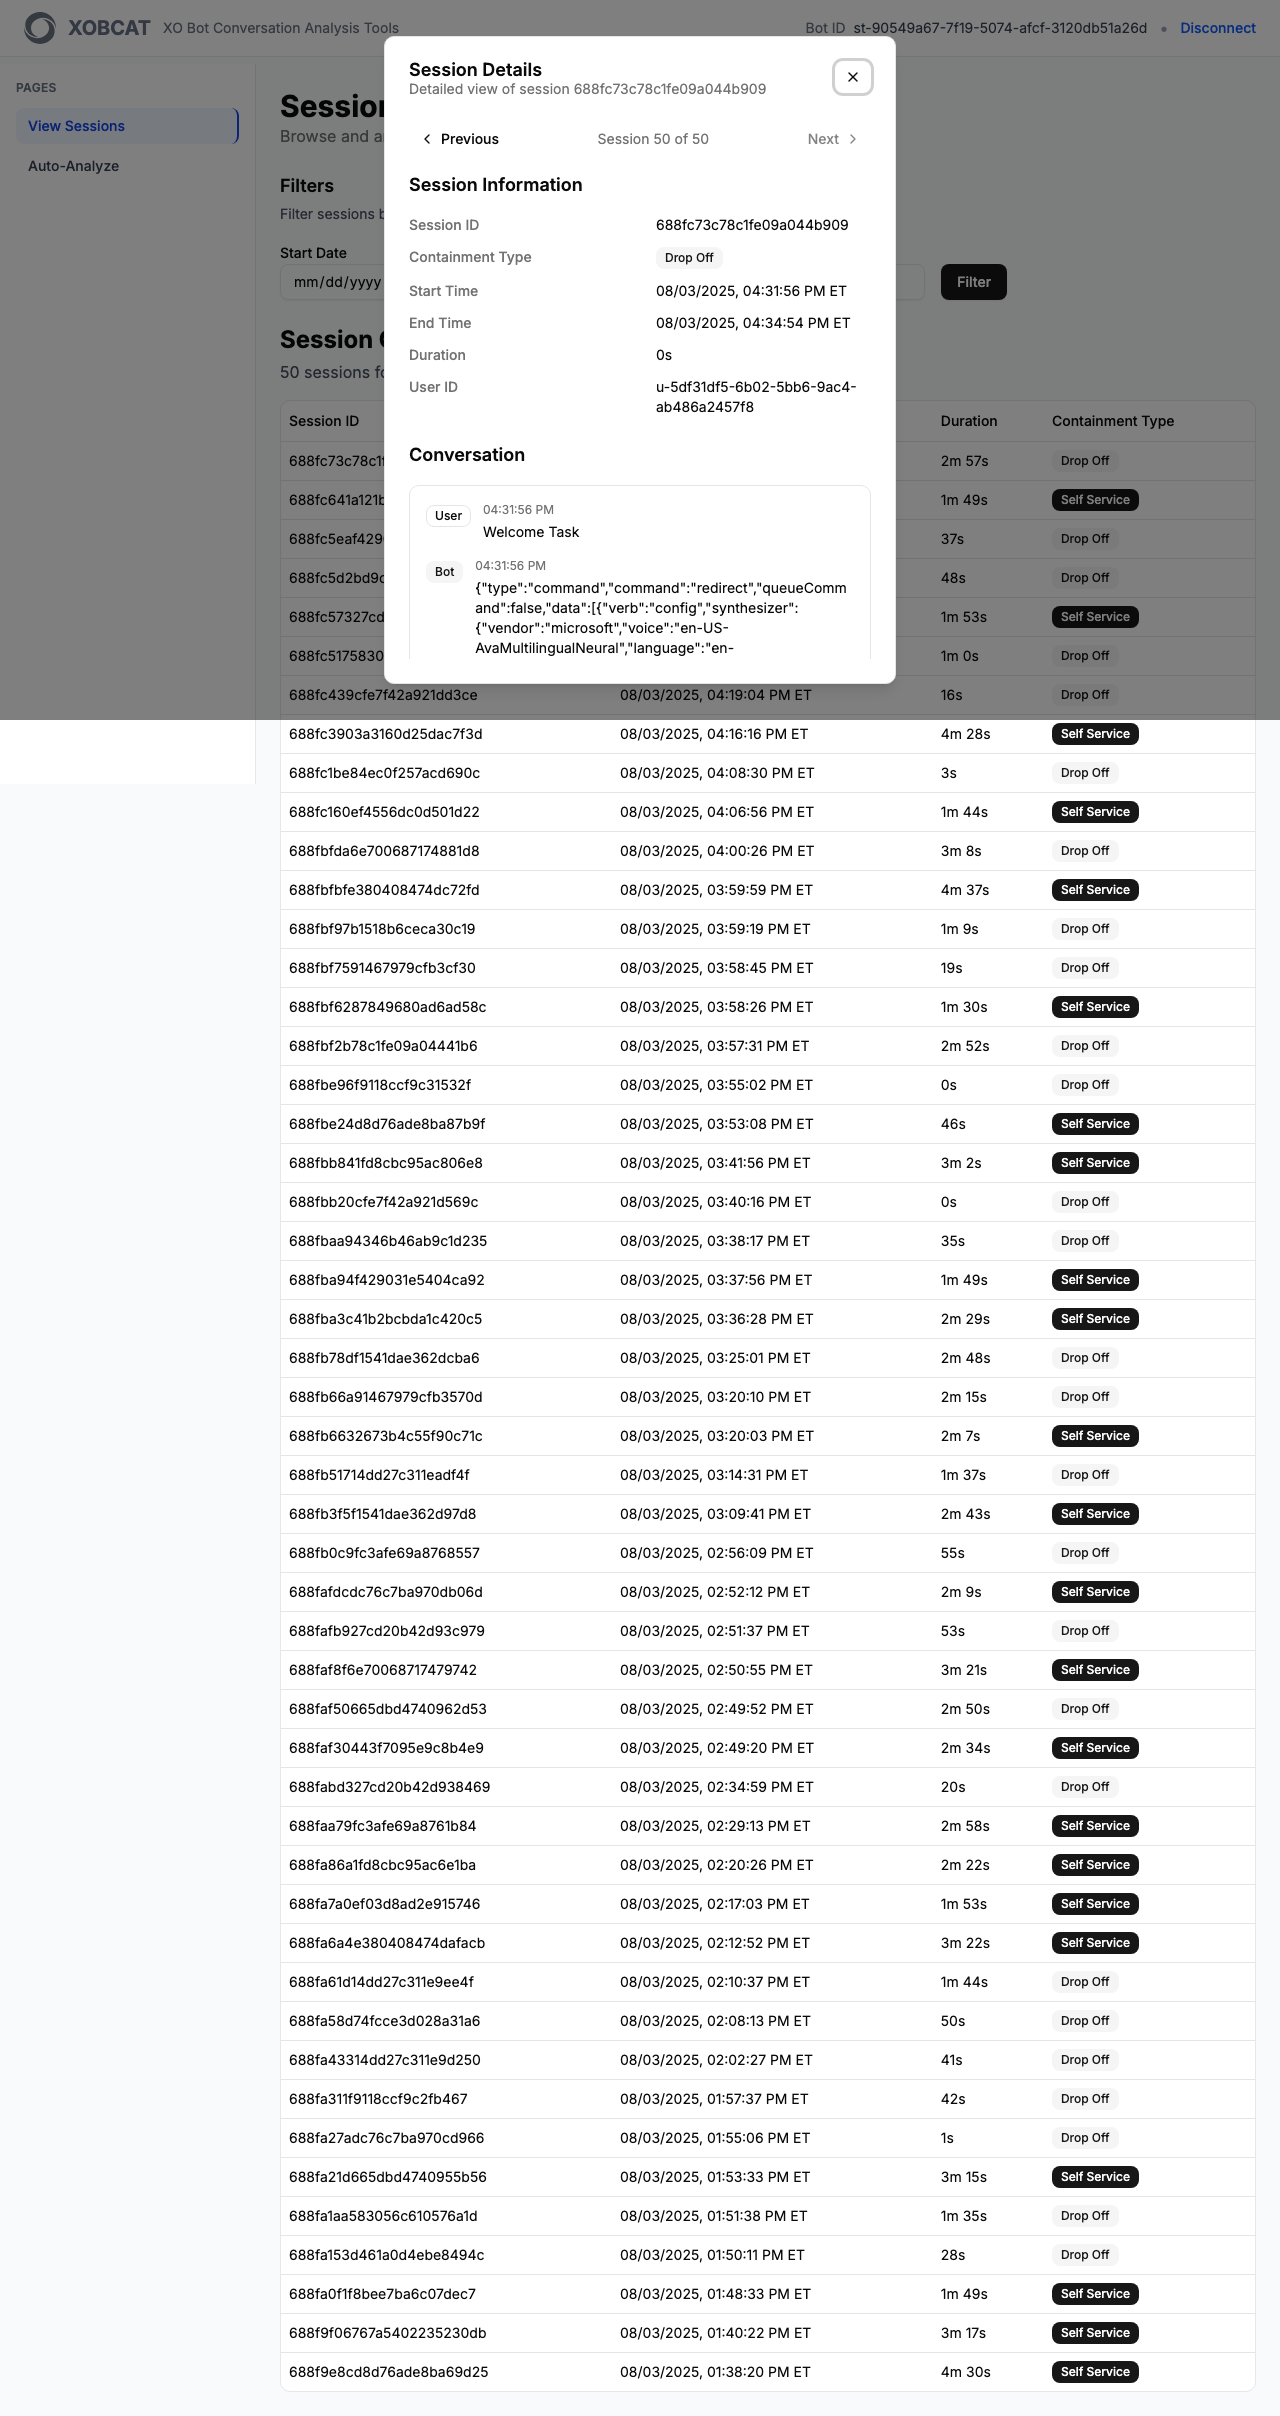 XOBCAT XO Bot Conversation Analysis Tools Bot ID st-90549a67-7f19-5074-afcf-3120db51a26d • Disconnect
PAGES
View Sessions
Auto-Analyze
Session
Browse and a
Filters
Filter sessions b
Start Date
mm/dd/yyyy
Filter
Session
50 sessions fo
Session Details
Detailed view of session 688fc73c78c1fe09a044b909
Previous Session 50 of 50 Next
Session Information
Session ID 688fc73c78c1fe09a044b909
Containment Type Drop Off
Start Time 08/03/2025, 04:31:56 PM ET
End Time 08/03/2025, 04:34:54 PM ET
Duration 0s
User ID u-5df31df5-6b02-5bb6-9ac4-
ab486a2457f8
Conversation
User 04:31:56 PM
Welcome Task
Bot 04:31:56 PM
{"type":"command","command":"redirect","queueComm
and":false,"data":[{"verb":"config","synthesizer":
{"vendor":"microsoft","voice":"en-US-
AvaMultilingualNeural","language":"en-
Session ID Duration Containment Type
688fc73c78c1f 2m 57s Drop Off
688fc641a121b 1m 49s Self Service
688fc5eaf429 37s Drop Off
688fc5d2bd9c 48s Drop Off
688fc57327cd 1m 53s Self Service
688fc5175830 1m 0s Drop Off
688fc439cfe7f42a921dd3ce 08/03/2025, 04:19:04 PM ET 16s Drop Off
688fc3903a3160d25dac7f3d 08/03/2025, 04:16:16 PM ET 4m 28s Self Service
688fc1be84ec0f257acd690c 08/03/2025, 04:08:30 PM ET 3s Drop Off
688fc160ef4556dc0d501d22 08/03/2025, 04:06:56 PM ET 1m 44s Self Service
688fbfda6e700687174881d8 08/03/2025, 04:00:26 PM ET 3m 8s Drop Off
688fbfbfe380408474dc72fd 08/03/2025, 03:59:59 PM ET 4m 37s Self Service
688fbf97b1518b6ceca30c19 08/03/2025, 03:59:19 PM ET 1m 9s Drop Off
688fbf7591467979cfb3cf30 08/03/2025, 03:58:45 PM ET 19s Drop Off
688fbf6287849680ad6ad58c 08/03/2025, 03:58:26 PM ET 1m 30s Self Service
688fbf2b78c1fe09a04441b6 08/03/2025, 03:57:31 PM ET 2m 52s Drop Off
688fbe96f9118ccf9c31532f 08/03/2025, 03:55:02 PM ET 0s Drop Off
688fbe24d8d76ade8ba87b9f 08/03/2025, 03:53:08 PM ET 46s Self Service
688fbb841fd8cbc95ac806e8 08/03/2025, 03:41:56 PM ET 3m 2s Self Service
688fbb20cfe7f42a921d569c 08/03/2025, 03:40:16 PM ET 0s Drop Off
688fbaa94346b46ab9c1d235 08/03/2025, 03:38:17 PM ET 35s Drop Off
688fba94f429031e5404ca92 08/03/2025, 03:37:56 PM ET 1m 49s Self Service
688fba3c41b2bcbda1c420c5 08/03/2025, 03:36:28 PM ET 2m 29s Self Service
688fb78df1541dae362dcba6 08/03/2025, 03:25:01 PM ET 2m 48s Drop Off
688fb66a91467979cfb3570d 08/03/2025, 03:20:10 PM ET 2m 15s Drop Off
688fb6632673b4c55f90c71c 08/03/2025, 03:20:03 PM ET 2m 7s Self Service
688fb51714dd27c311eadf4f 08/03/2025, 03:14:31 PM ET 1m 37s Drop Off
688fb3f5f1541dae362d97d8 08/03/2025, 03:09:41 PM ET 2m 43s Self Service
688fb0c9fc3afe69a8768557 08/03/2025, 02:56:09 PM ET 55s Drop Off
688fafdcdc76c7ba970db06d 08/03/2025, 02:52:12 PM ET 2m 9s Self Service
688fafb927cd20b42d93c979 08/03/2025, 02:51:37 PM ET 53s Drop Off
688faf8f6e70068717479742 08/03/2025, 02:50:55 PM ET 3m 21s Self Service
688faf50665dbd4740962d53 08/03/2025, 02:49:52 PM ET 2m 50s Drop Off
688faf30443f7095e9c8b4e9 08/03/2025, 02:49:20 PM ET 2m 34s Self Service
688fabd327cd20b42d938469 08/03/2025, 02:34:59 PM ET 20s Drop Off
688faa79fc3afe69a8761b84 08/03/2025, 02:29:13 PM ET 2m 58s Self Service
688fa86a1fd8cbc95ac6e1ba 08/03/2025, 02:20:26 PM ET 2m 22s Self Service
688fa7a0ef03d8ad2e915746 08/03/2025, 02:17:03 PM ET 1m 53s Self Service
688fa6a4e380408474dafacb 08/03/2025, 02:12:52 PM ET 3m 22s Self Service
688fa61d14dd27c311e9ee4f 08/03/2025, 02:10:37 PM ET 1m 44s Drop Off
688fa58d74fcce3d028a31a6 08/03/2025, 02:08:13 PM ET 50s Drop Off
688fa43314dd27c311e9d250 08/03/2025, 02:02:27 PM ET 41s Drop Off
688fa311f9118ccf9c2fb467 08/03/2025, 01:57:37 PM ET 42s Drop Off
688fa27adc76c7ba970cd966 08/03/2025, 01:55:06 PM ET 1s Drop Off
688fa21d665dbd4740955b56 08/03/2025, 01:53:33 PM ET 3m 15s Self Service
688fa1aa583056c610576a1d 08/03/2025, 01:51:38 PM ET 1m 35s Drop Off
688fa153d461a0d4ebe8494c 08/03/2025, 01:50:11 PM ET 28s Drop Off
688fa0f1f8bee7ba6c07dec7 08/03/2025, 01:48:33 PM ET 1m 49s Self Service
688f9f06767a5402235230db 08/03/2025, 01:40:22 PM ET 3m 17s Self Service
688f9e8cd8d76ade8ba69d25 08/03/2025, 01:38:20 PM ET 4m 30s Self Service